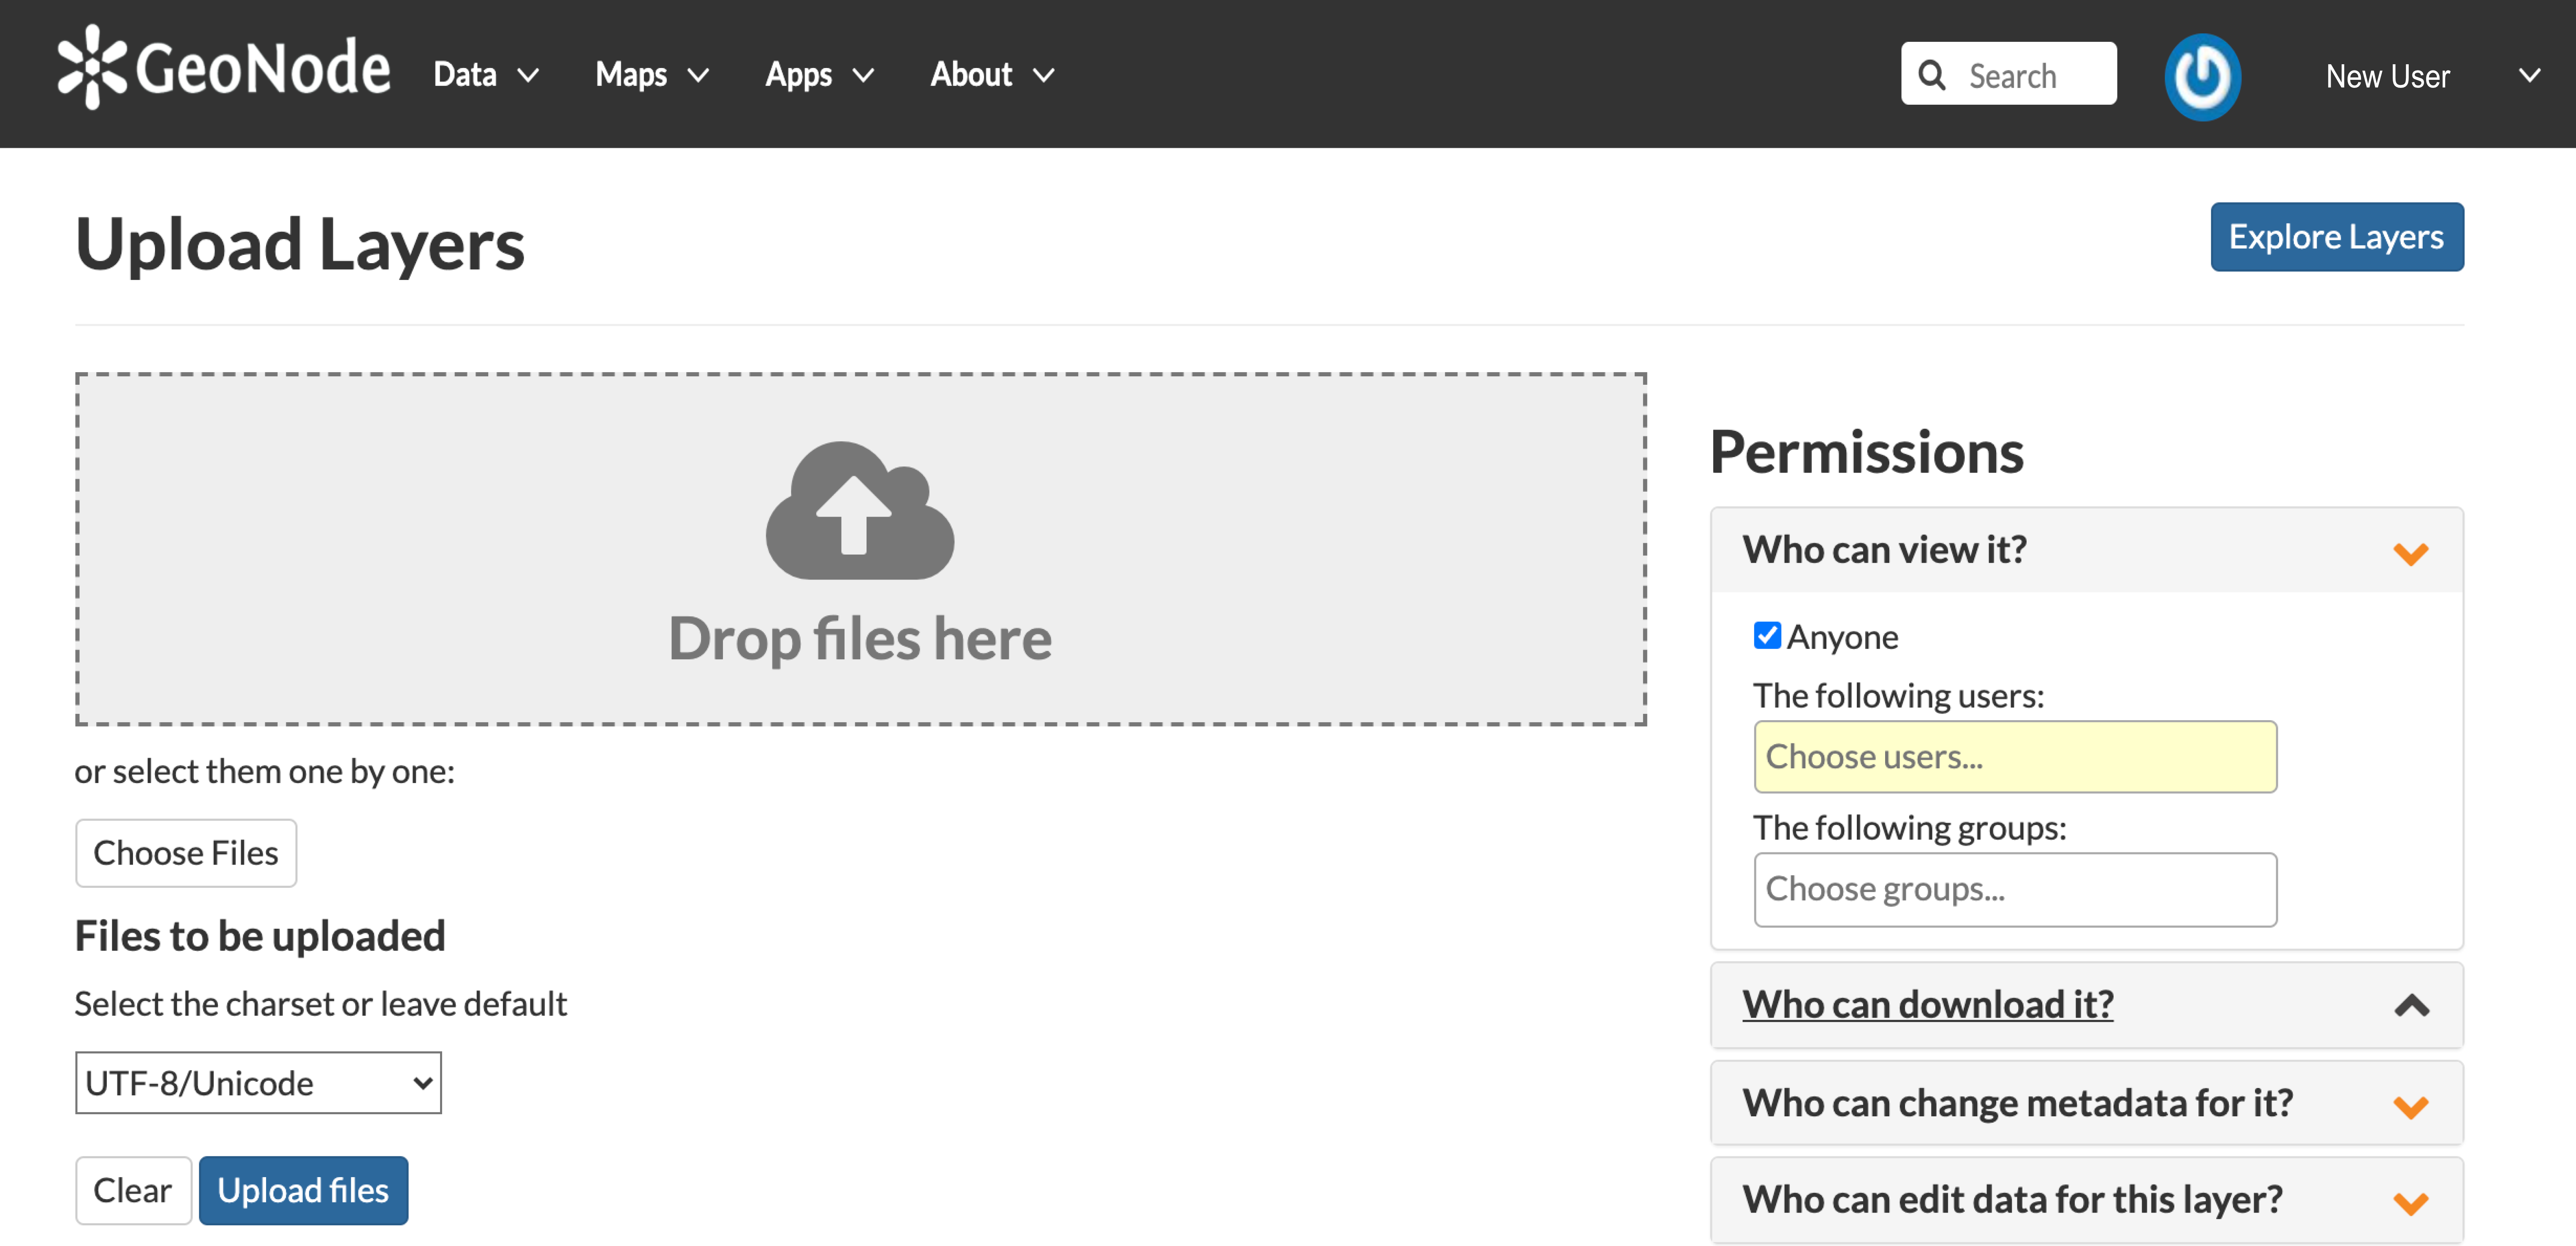 GeoNode Data Maps Apps About Search New User
Upload Layers Explore Layers
Drop files here
or select them one by one:
Choose Files
Files to be uploaded
Select the charset or leave default
UTF-8/Unicode
Clear Upload files
Permissions
Who can view it?
Anyone
The following users:
Choose users...
The following groups:
Choose groups...
Who can download it?
Who can change metadata for it?
Who can edit data for this layer?